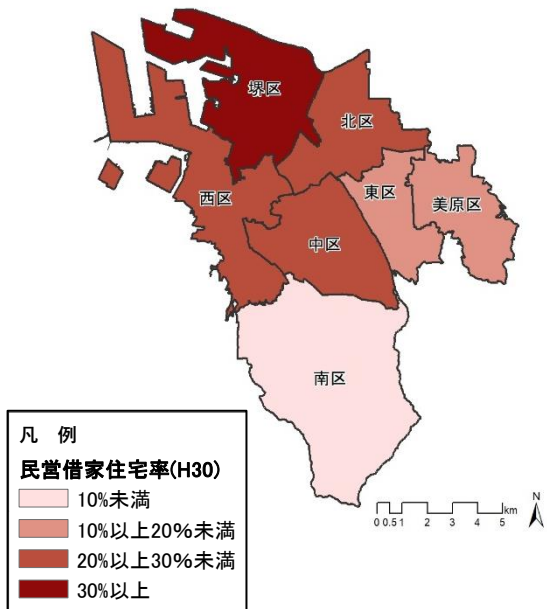 堺区
北区
西区
東区
美原区
中区
南区
凡 例
民営借家住宅率(H30)
10%未満
10%以上20%未満
20%以上30%未満
30%以上
km
0 0.5 1 2 3 4 5
N